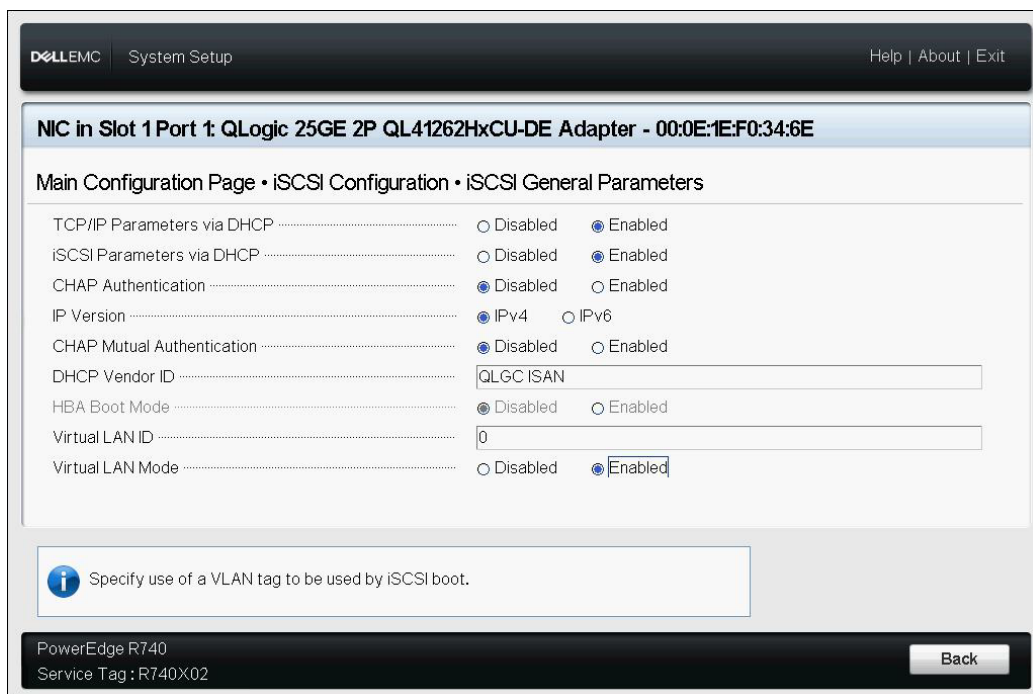 DELLEMC System Setup Help | About | Exit
NIC in Slot 1 Port 1: QLogic 25GE 2P QL41262HxCU-DE Adapter - 00:0E:1E:F0:34:6E
Main Configuration Page • iSCSI Configuration • iSCSI General Parameters
TCP/IP Parameters via DHCP Disabled Enabled
iSCSI Parameters via DHCP Disabled Enabled
CHAP Authentication Disabled Enabled
IP Version IPv4 IPv6
CHAP Mutual Authentication Disabled Enabled
DHCP Vendor ID QLGC ISAN
HBA Boot Mode Disabled Enabled
Virtual LAN ID 0
Virtual LAN Mode Disabled Enabled
Specify use of a VLAN tag to be used by iSCSI boot.
PowerEdge R740
Service Tag : R740X02 Back